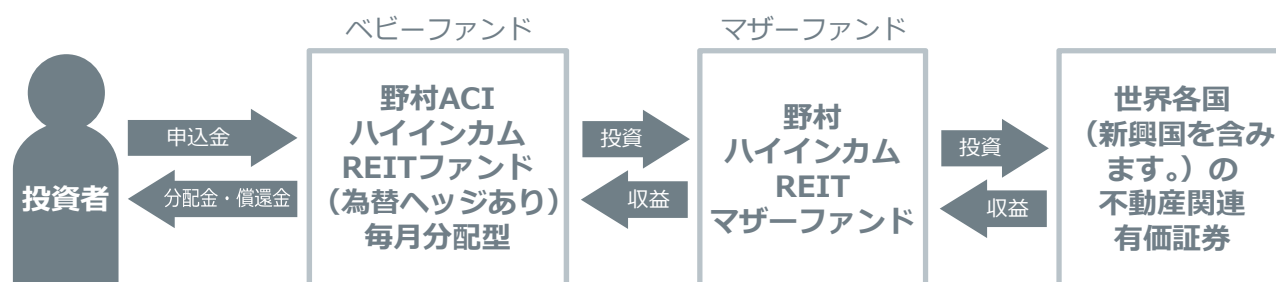 ベビーファンド
マザーファンド
投資者
申込金
分配金・償還金
野村ACI
ハイインカム
REITファンド
（為替ヘッジあり）
毎月分配型
投資
収益
野村
ハイインカム
REIT
マザーファンド
投資
収益
世界各国
（新興国を含み
ます。）の
不動産関連
有価証券